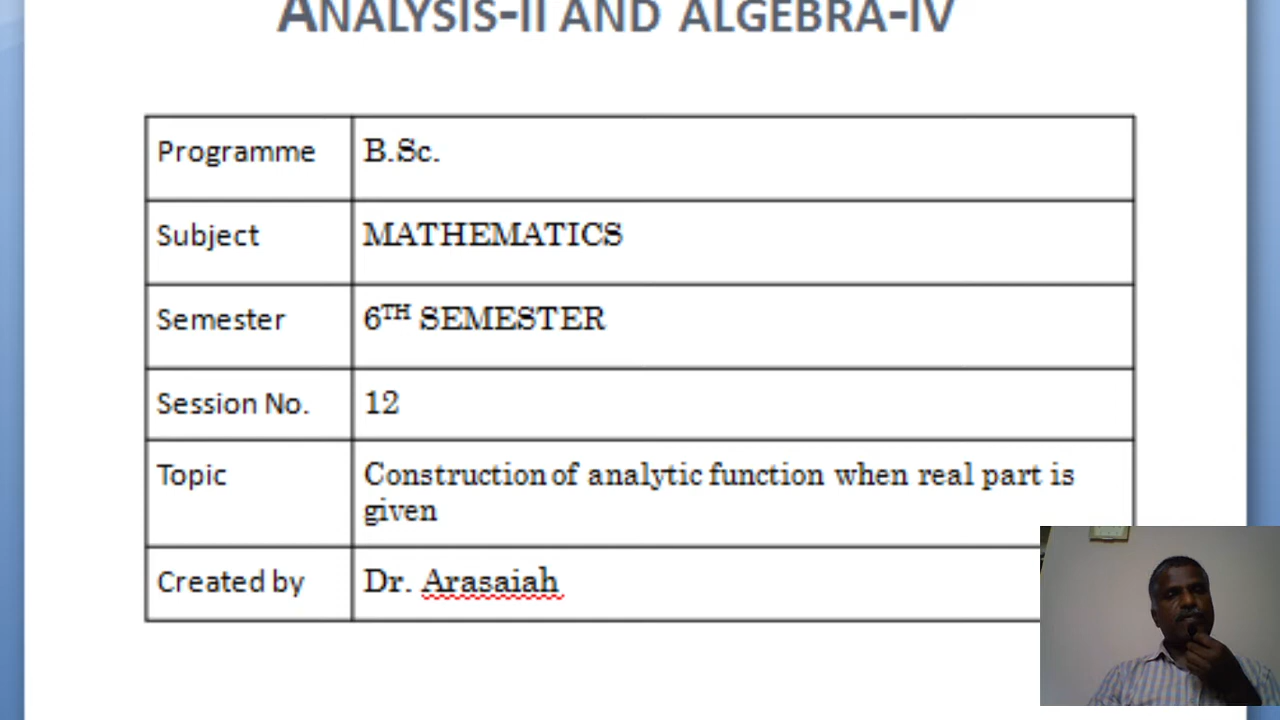 ANALYSIS-II AND ALGEBRA-IV
Programme B.Sc.
Subject MATHEMATICS
Semester 6TH SEMESTER
Session No. 12
Topic Construction of analytic function when real part is
given
Created by Dr. Arasaiah